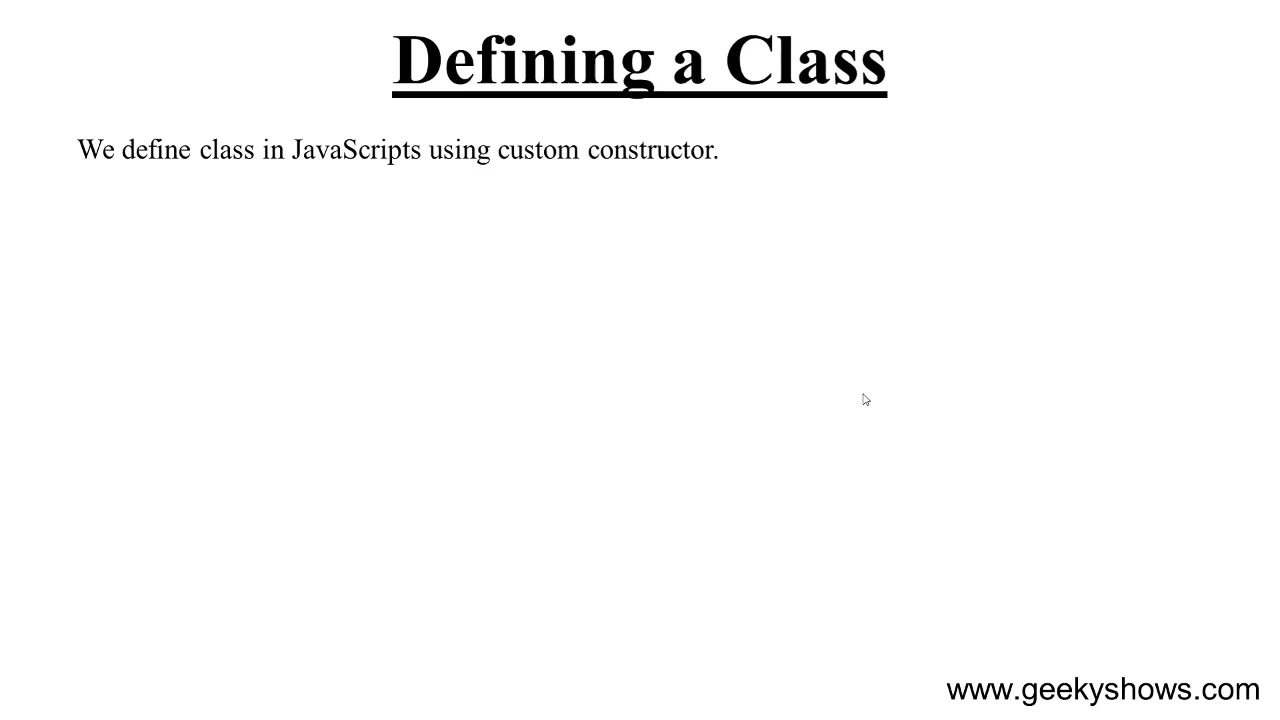 Defining a Class
We define class in JavaScripts using custom constructor.
www.geekyshows.com